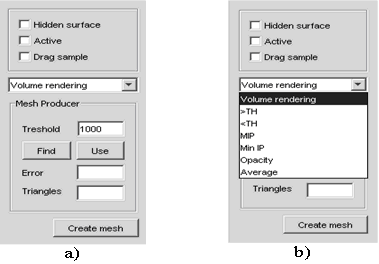 Hidden surface
Active
Drag sample
Volume rendering
Mesh Producer
Treshold 1000
Find Use
Error
Triangles
Create mesh
a)
Hidden surface
Active
Drag sample
Volume rendering
Volume rendering
>TH
<TH
MIP
Min IP
Opacity
Average
Triangles
Create mesh
b)